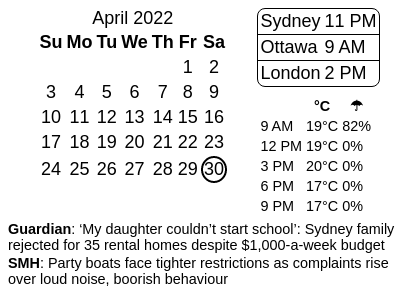 April 2022
Su Mo Tu We Th Fr Sa
1 2
3 4 5 6 7 8 9
10 11 12 13 14 15 16
17 18 19 20 21 22 23
24 25 26 27 28 29 30
Sydney 11 PM
Ottawa 9 AM
London 2 PM
°C ☂
9 AM 19°C 82%
12 PM 19°C 0%
3 PM 20°C 0%
6 PM 17°C 0%
9 PM 17°C 0%
Guardian: ‘My daughter couldn’t start school’: Sydney family
rejected for 35 rental homes despite $1,000-a-week budget
SMH: Party boats face tighter restrictions as complaints rise
over loud noise, boorish behaviour